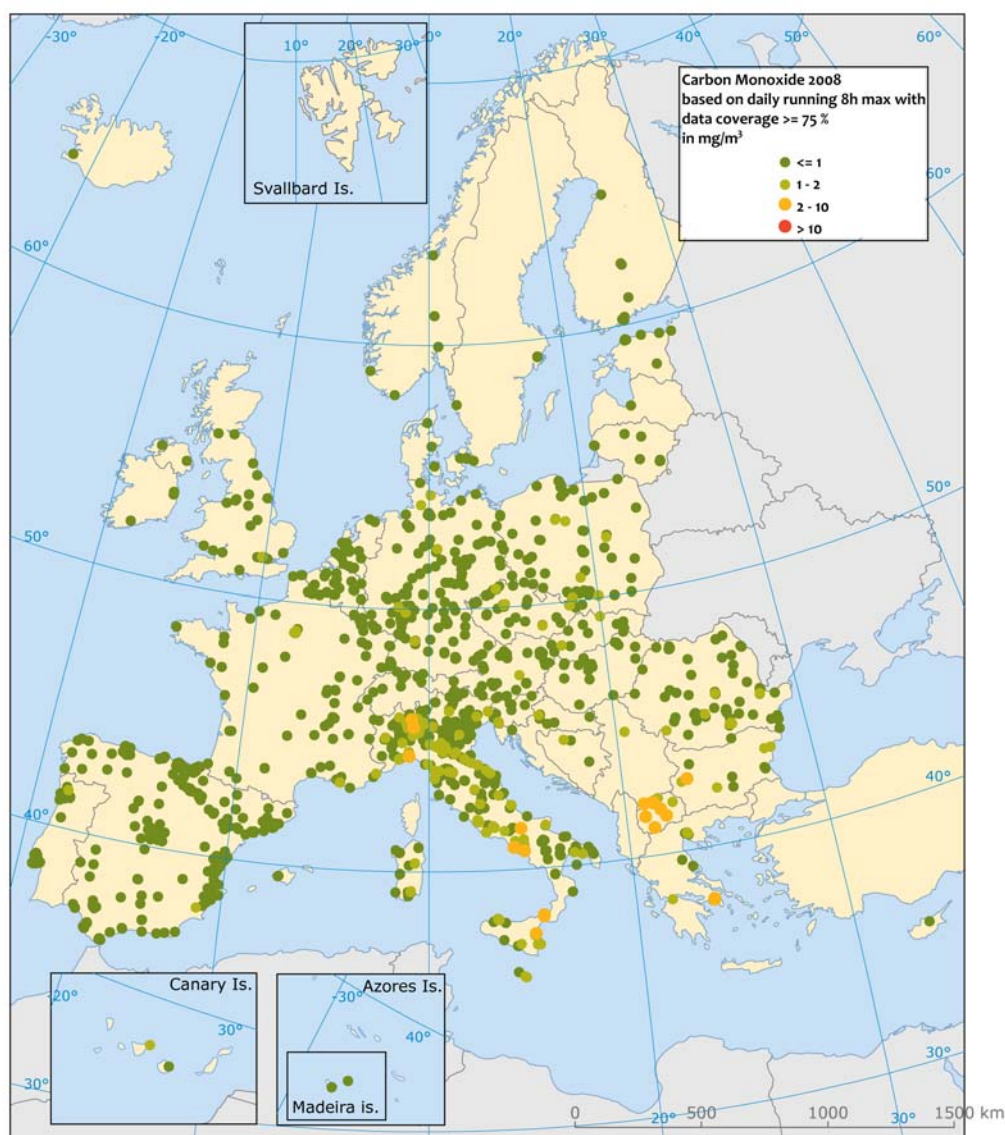 -30°
-20°
10°
20°
30°
0°
20°
30°
40°
50°
60°
Svallbard Is.
Carbon Monoxide 2008
based on daily running 8h max with
data coverage >= 75 %
in mg/m³
<= 1
1 - 2
2 - 10
> 10
60°
60°
50°
50°
40°
40°
Canary Is.
-20°
30°
Azores Is.
-30°
40°
Madeira is.
30°
30°
0 500 1000 1500 km
20°
30°